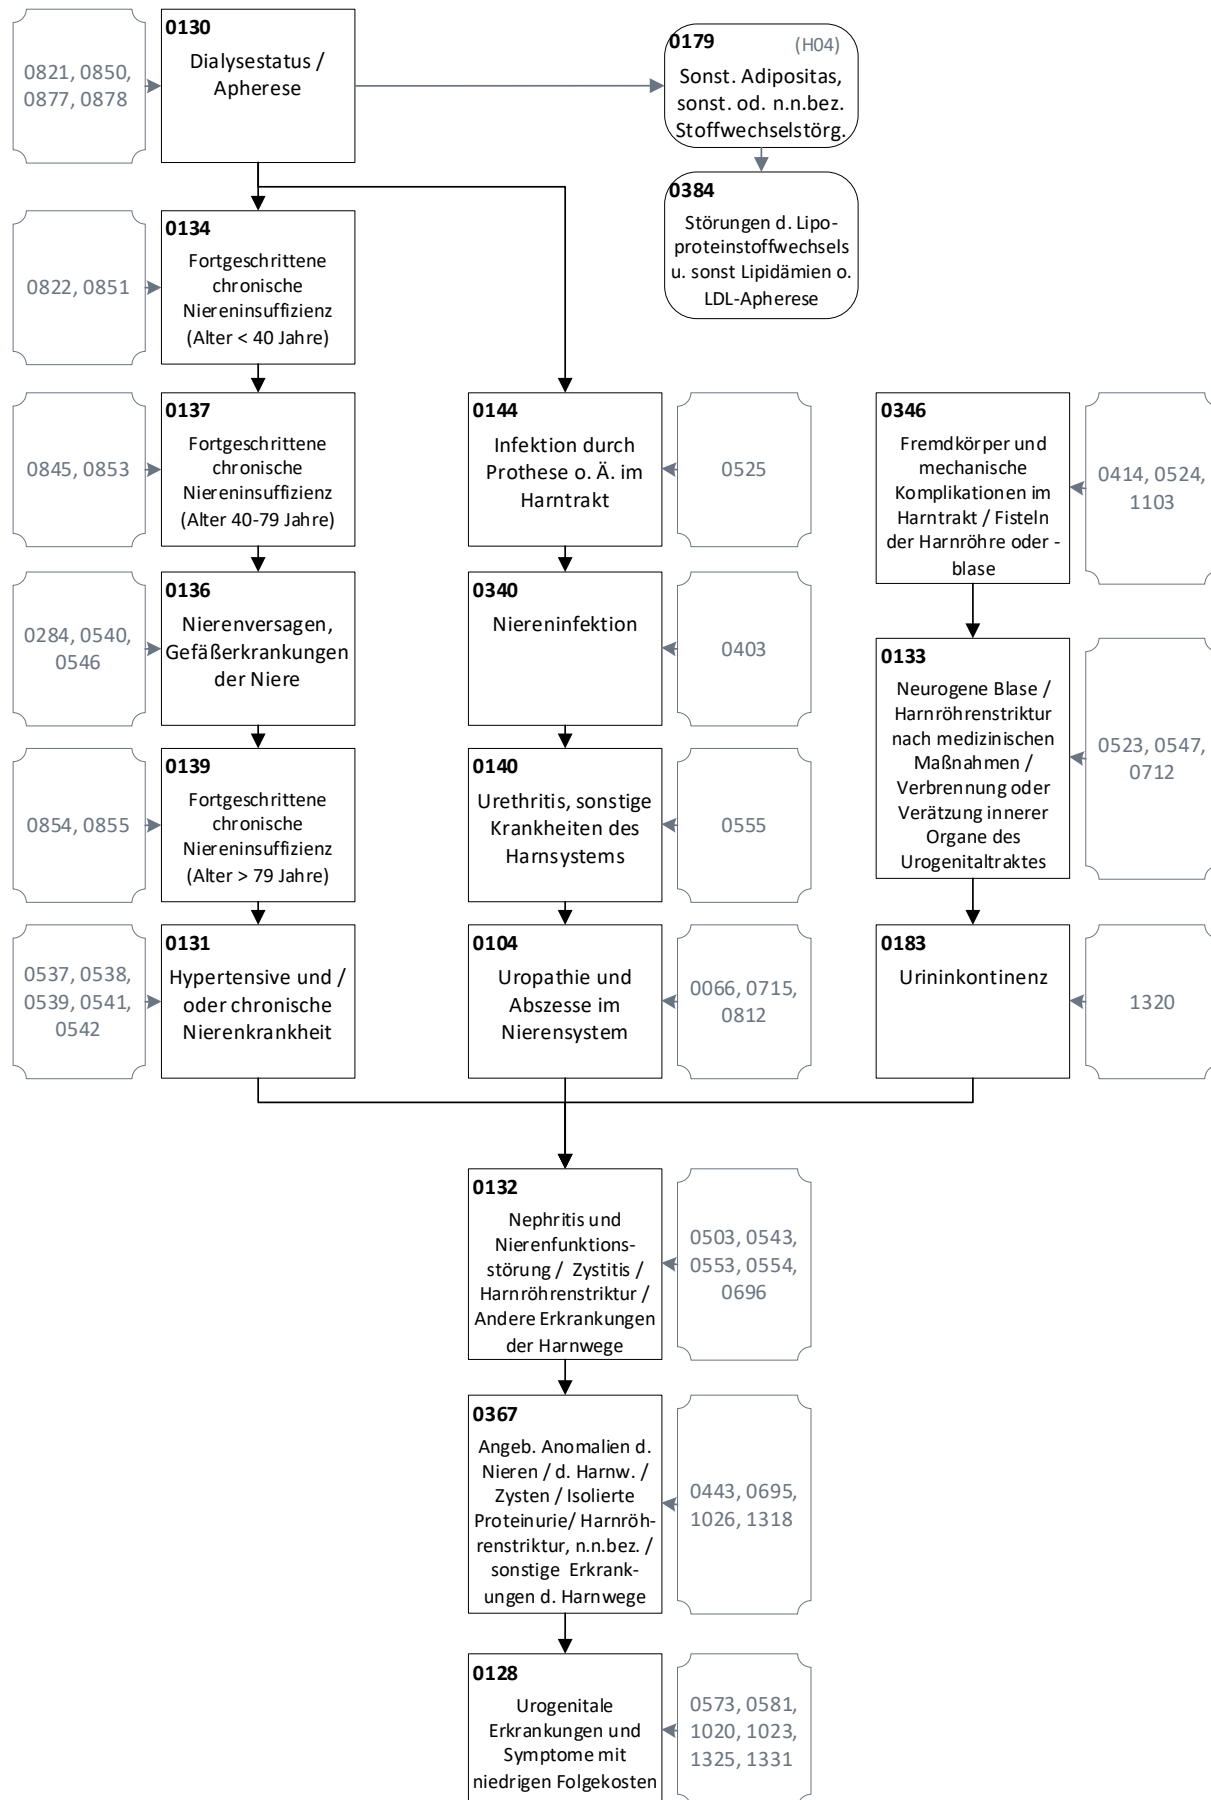 0821, 0850,
0877, 0878
0130
Dialysestatus /
Apherese
0179
(H04)
Sonst. Adipositas,
sonst. od. n.n.bez.
Stoffwechselstörg.
0384
Störungen d. Lipo-
proteinstoffwechsels
u. sonst Lipidämien o.
LDL-Apherese
0822, 0851
0134
Fortgeschrittene
chronische
Niereninsuffizienz
(Alter < 40 Jahre)
0845, 0853
0137
Fortgeschrittene
chronische
Niereninsuffizienz
(Alter 40-79 Jahre)
0144
Infektion durch
Prothese o. Ä. im
Harntrakt
0525
0346
Fremdkörper und
mechanische
Komplikationen im
Harntrakt / Fisteln
der Harnröhre oder -
blase
0414, 0524,
1103
0284, 0540,
0546
0136
Nierenversagen,
Gefäßerkrankungen
der Niere
0340
Niereninfektion
0403
0133
Neurogene Blase /
Harnröhrenstriktur
nach medizinischen
Maßnahmen /
Verbrennung oder
Verätzung innerer
Organe des
Urogenitaltraktes
0523, 0547,
0712
0854, 0855
0139
Fortgeschrittene
chronische
Niereninsuffizienz
(Alter > 79 Jahre)
0140
Urethritis, sonstige
Krankheiten des
Harnsystems
0555
0537, 0538,
0539, 0541,
0542
0131
Hypertensive und /
oder chronische
Nierenkrankheit
0104
Uropathie und
Abszesse im
Nierensystem
0066, 0715,
0812
0183
Urininkontinenz
1320
0132
Nephritis und
Nierenfunktions-
störung / Zystitis /
Harnröhrenstriktur /
Andere Erkrankungen
der Harnwege
0503, 0543,
0553, 0554,
0696
0367
Angeb. Anomalien d.
Nieren / d. Harnw. /
Zysten / Isolierte
Proteinurie/ Harnröh-
renstriktur, n.n.bez. /
sonstige Erkrank-
ungen d. Harnwege
0443, 0695,
1026, 1318
0128
Urogenitale
Erkrankungen und
Symptome mit
niedrigen Folgekosten
0573, 0581,
1020, 1023,
1325, 1331